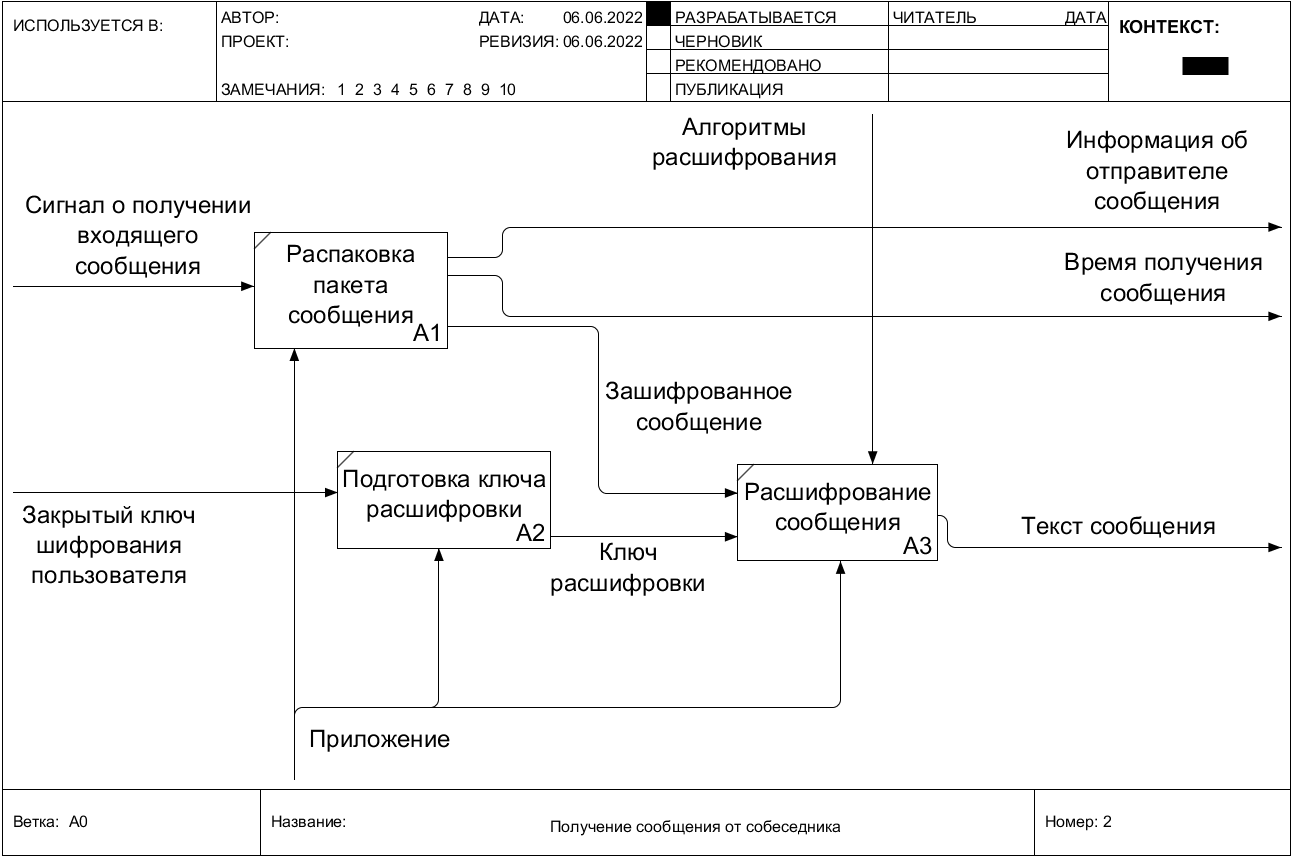 ИСПОЛЬЗУЕТСЯ В:
АВТОР:
ДАТА: 06.06.2022
ПРОЕКТ:
РЕВИЗИЯ: 06.06.2022
ЗАМЕЧАНИЯ: 1 2 3 4 5 6 7 8 9 10
РАЗРАБАТЫВАЕТСЯ
ЧЕРНОВИК
РЕКОМЕНДОВАНО
ПУБЛИКАЦИЯ
ЧИТАТЕЛЬ
ДАТА
КОНТЕКСТ:
Алгоритмы
расшифрования
Информация об
отправителе
сообщения
Сигнал о получении
входящего
сообщения
Распаковка
пакета
сообщения
A1
Время получения
сообщения
Зашифрованное
сообщение
Подготовка ключа
расшифровки
A2
Закрытый ключ
шифрования
пользователя
Ключ
расшифровки
Расшифрование
сообщения
A3
Текст сообщения
Приложение
Ветка: A0
Название:
Получение сообщения от собеседника
Номер: 2